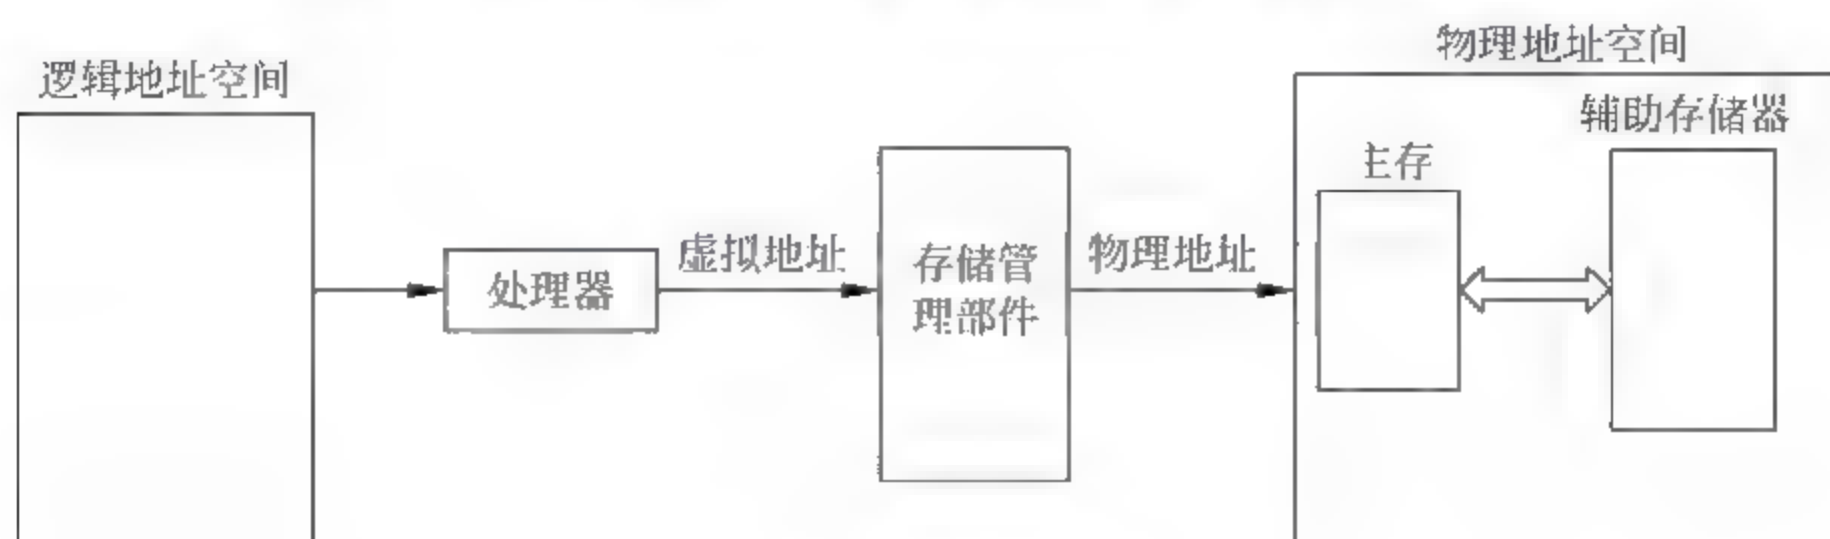 逻辑地址空间
处理器
虚拟地址
存储管
理部件
物理地址
物理地址空间
主存
辅助存储器